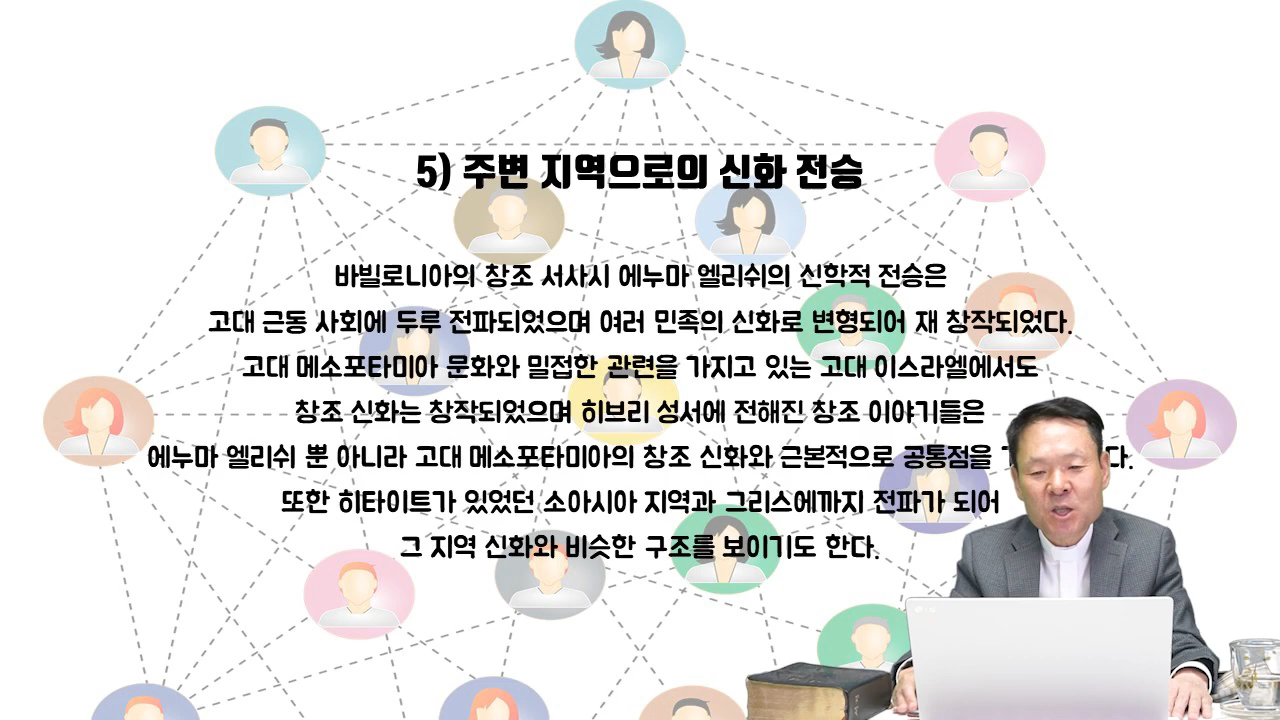 5) 주변 지역으로의 신화 전승
바빌로니아의 창조 서사시 에누마 엘리쉬의 신학적 전승은
고대 근동 사회에 두루 전파되었으며 여러 민족의 신화로 변형되어 재 창작되었다.
고대 메소포타미아 문화와 밀접한 관련을 가지고 있는 고대 이스라엘에서도
창조 신화는 창작되었으며 히브리 성서에 전해진 창조 이야기들은
에누마 엘리쉬 뿐 아니라 고대 메소포타미아의 창조 신화와 근본적으로 공통점을 다.
또한 히타이트가 있었던 소아시아 지역과 그리스에까지 전파가 되어
그 지역 신화와 비슷한 구조를 보이기도 한다.